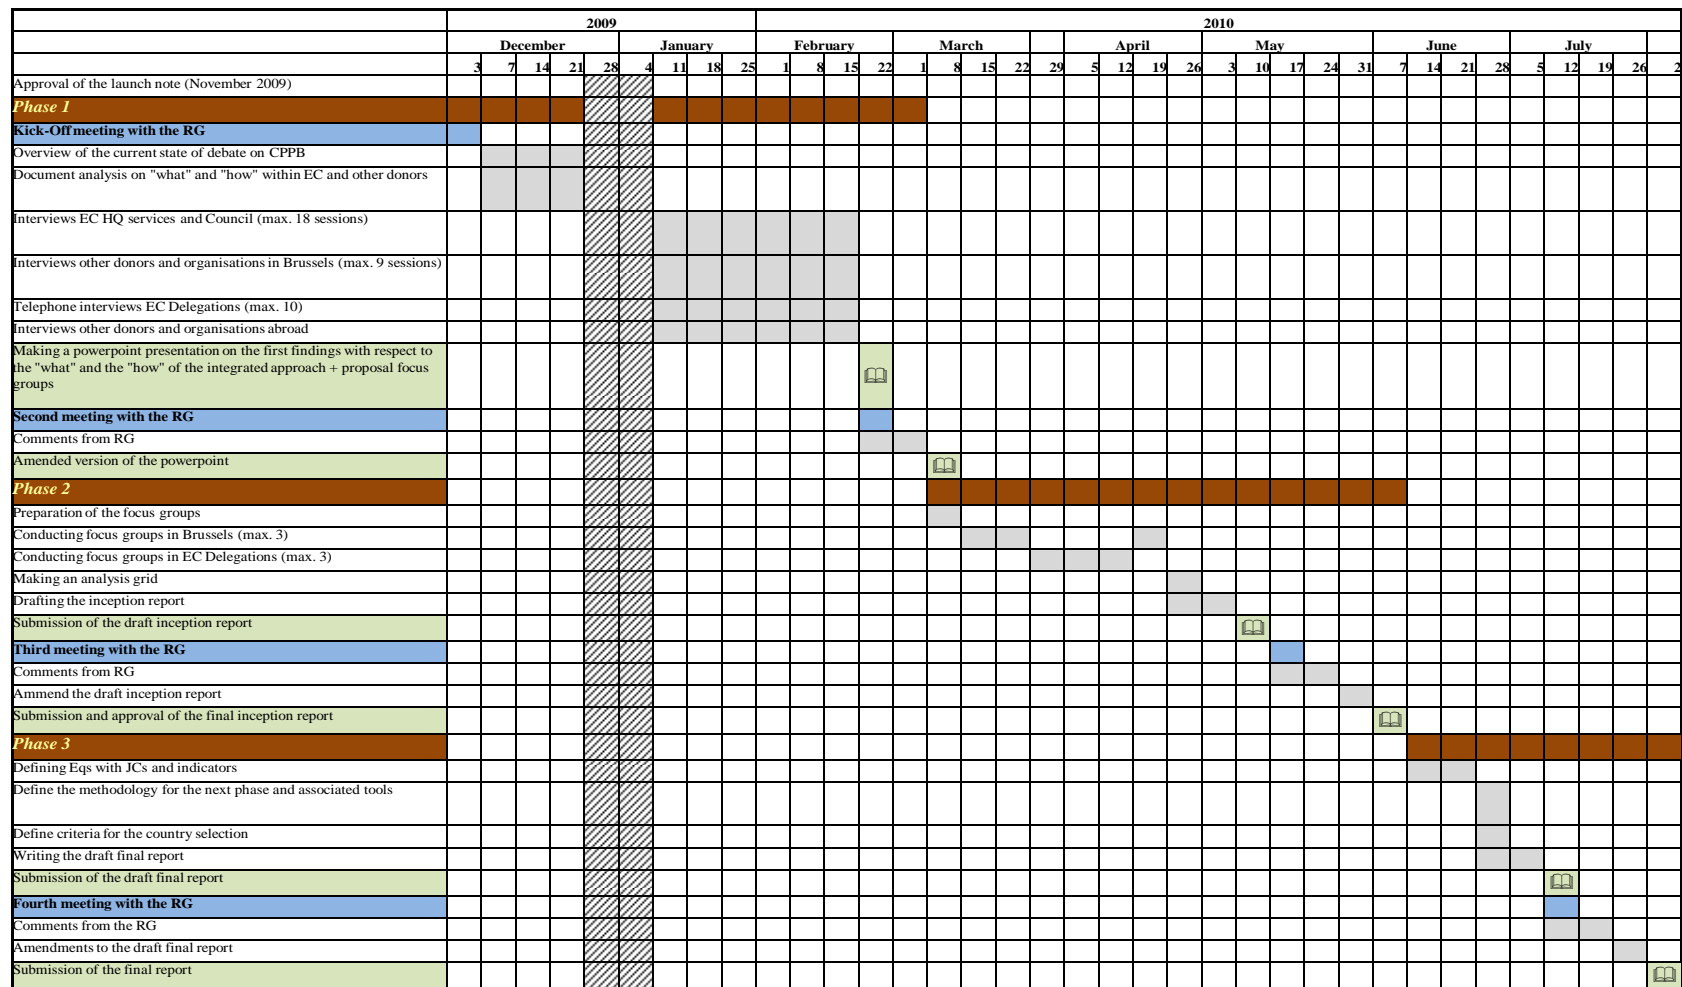 2009 2010
December January February March April May June July
3 7 14 21 28 4 11 18 25 1 8 15 22 1 8 15 22 29 5 12 19 26 3 10 17 24 31 7 14 21 28 5 12 19 26 2
Approval of the launch note (November 2009)
Phase 1
Kick-Off meeting with the RG
Overview of the current state of debate on CPPB
Document analysis on "what" and "how" within EC and other donors
Interviews EC HQ services and Council (max. 18 sessions)
Interviews other donors and organisations in Brussels (max. 9 sessions)
Telephone interviews EC Delegations (max. 10)
Interviews other donors and organisations abroad
Making a powerpoint presentation on the first findings with respect to
the "what" and the "how" of the integrated approach + proposal focus
groups
Second meeting with the RG
Comments from RG
Amended version of the powerpoint
Phase 2
Preparation of the focus groups
Conducting focus groups in Brussels (max. 3)
Conducting focus groups in EC Delegations (max. 3)
Making an analysis grid
Drafting the inception report
Submission of the draft inception report
Third meeting with the RG
Comments from RG
Ammend the draft inception report
Submission and approval of the final inception report
Phase 3
Defining Eqs with JCs and indicators
Define the methodology for the next phase and associated tools
Define criteria for the country selection
Writing the draft final report
Submission of the draft final report
Fourth meeting with the RG
Comments from the RG
Amendments to the draft final report
Submission of the final report